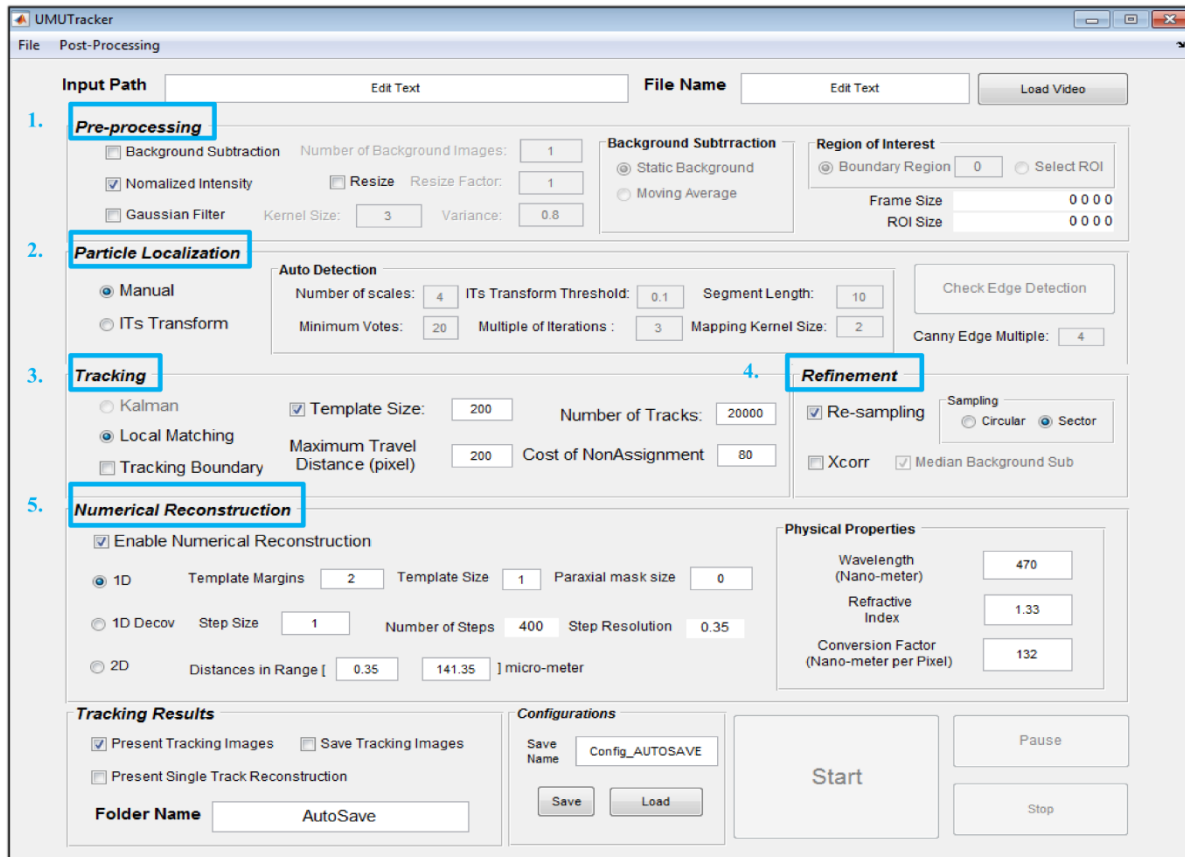 UMUTracker
File Post-Processing
Input Path Edit Text File Name Edit Text Load Video
1. Pre-processing
Background Subtraction Number of Background Images: 1
Nomalized Intensity Resize Resize Factor: 1
Gaussian Filter Kernel Size: 3 Variance: 0.8
Background Subtrraction
Static Background
Moving Average
Region of Interest
Boundary Region 0 Select ROI
Frame Size 0 0 0 0
ROI Size 0 0 0 0
2. Particle Localization
Manual
ITs Transform
Auto Detection
Number of scales: 4 ITs Transform Threshold: 0.1 Segment Length: 10
Minimum Votes: 20 Multiple of Iterations : 3 Mapping Kernel Size: 2
Check Edge Detection
Canny Edge Multiple: 4
3. Tracking
Kalman
Local Matching
Tracking Boundary
Template Size: 200 Number of Tracks: 20000
Maximum Travel
Distance (pixel) 200 Cost of NonAssignment 80
4. Refinement
Re-sampling
Sampling
Circular Sector
Xcorr Median Background Sub
5. Numerical Reconstruction
Enable Numerical Reconstruction
1D Template Margins 2 Template Size 1 Paraxial mask size 0
1D Decov Step Size 1 Number of Steps 400 Step Resolution 0.35
2D Distances in Range [ 0.35 141.35 ] micro-meter
Physical Properties
Wavelength
(Nano-meter) 470
Refractive
Index 1.33
Conversion Factor
(Nano-meter per Pixel) 132
Tracking Results
Present Tracking Images Save Tracking Images
Present Single Track Reconstruction
Folder Name AutoSave
Configurations
Save
Name Config_AUTOSAVE
Save Load
Start
Pause
Stop